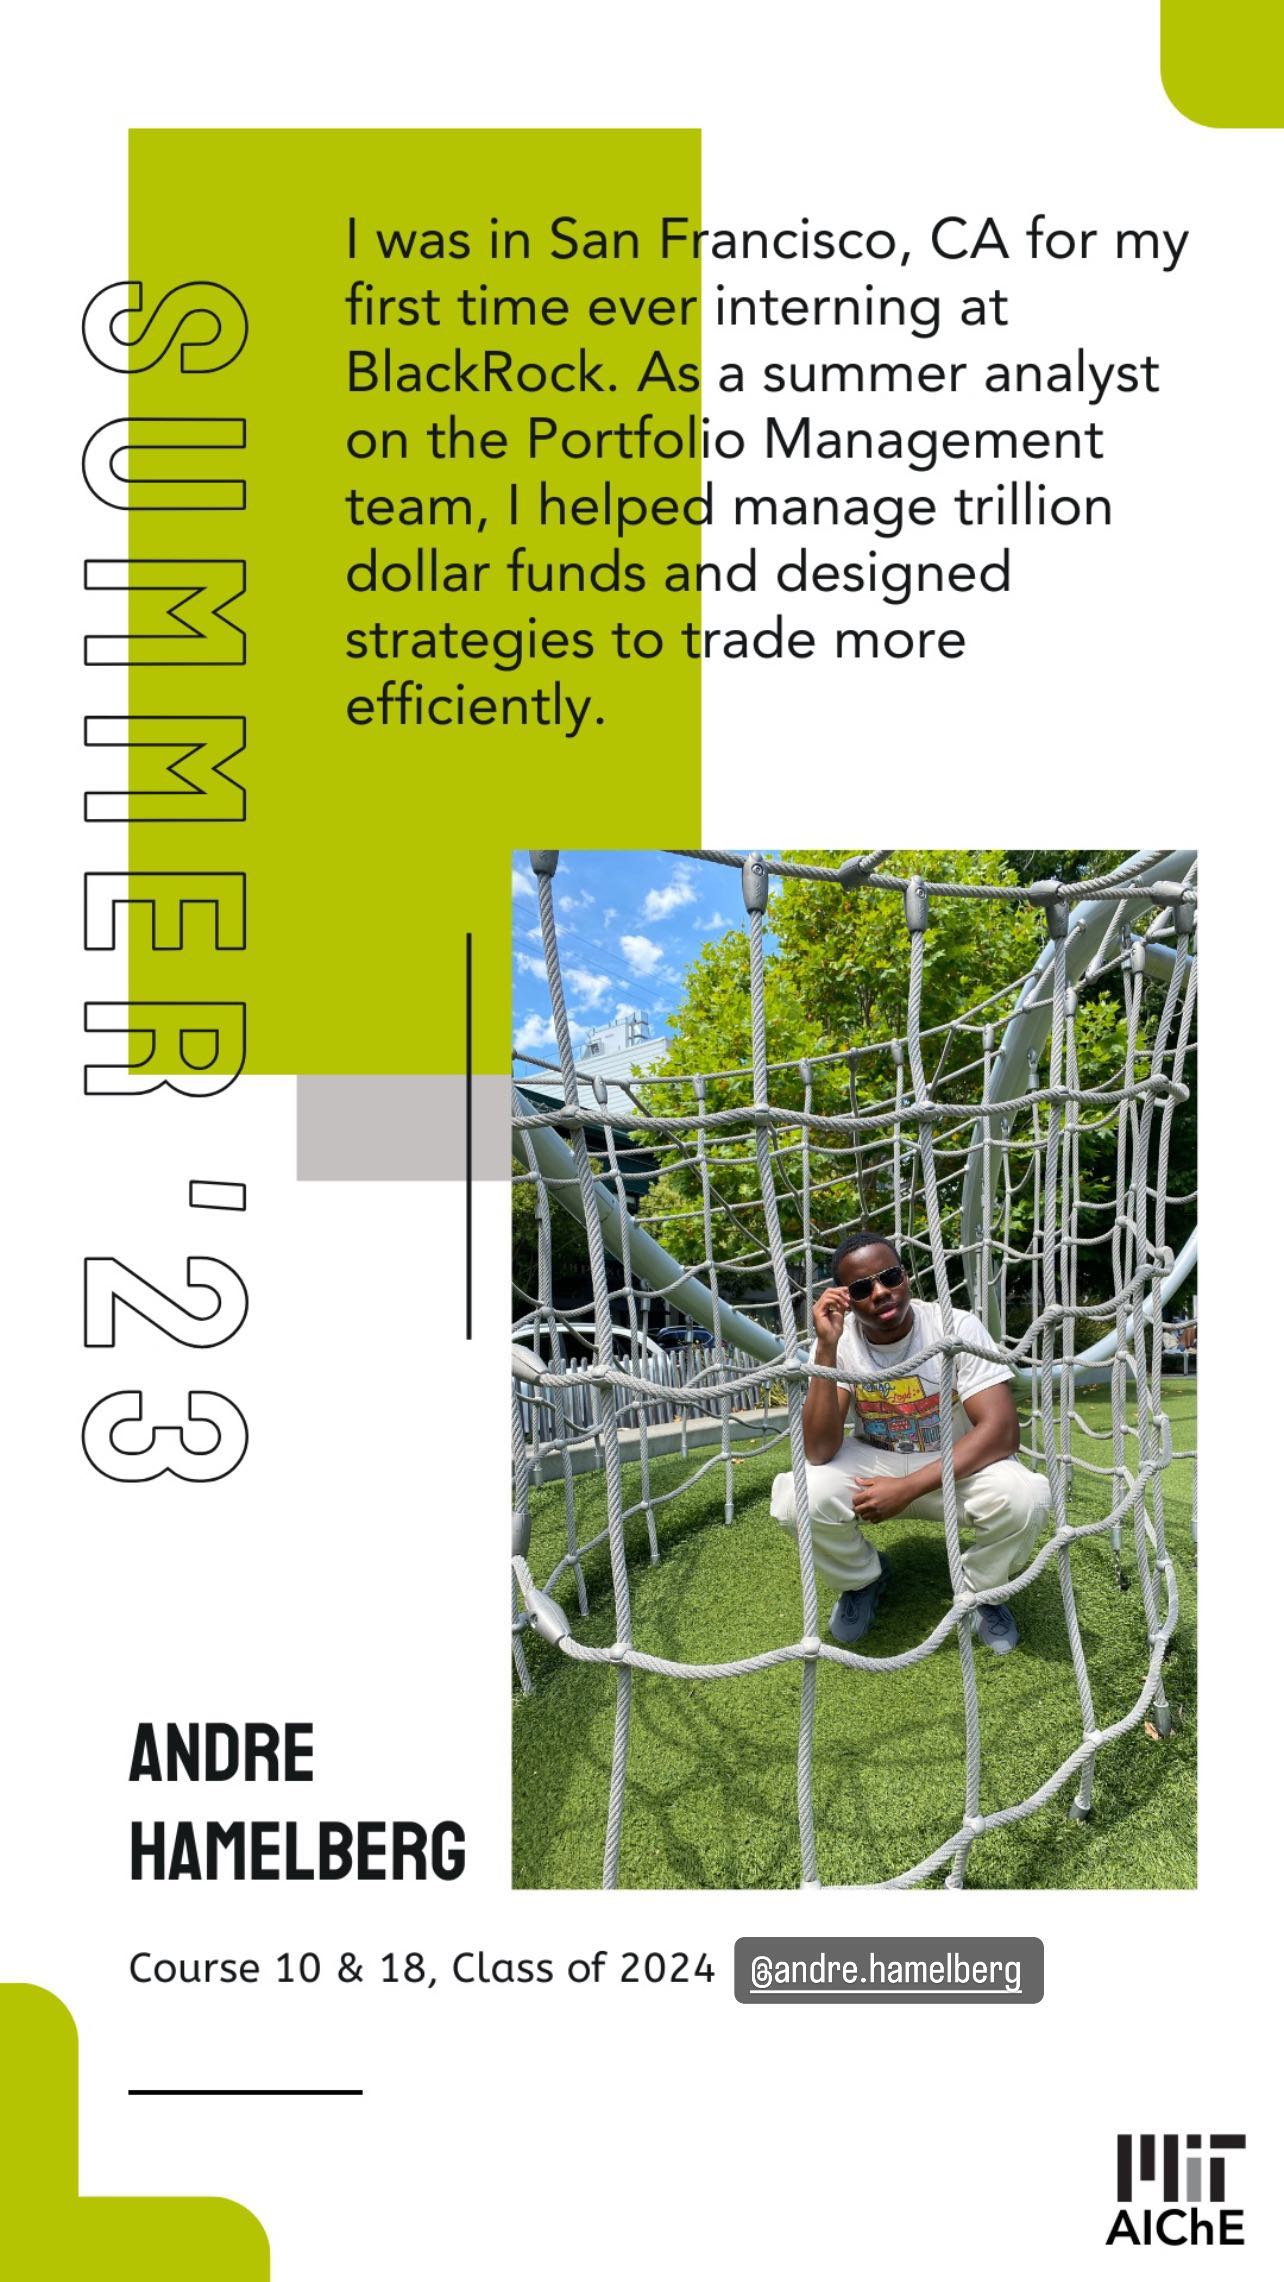 SUMMER '23
I was in San Francisco, CA for my
first time ever interning at
BlackRock. As a summer analyst
on the Portfolio Management
team, I helped manage trillion
dollar funds and designed
strategies to trade more
efficiently.
ANDRE
HAMELBERG
Course 10 & 18, Class of 2024 @andre.hamelberg
MIT
AIChE